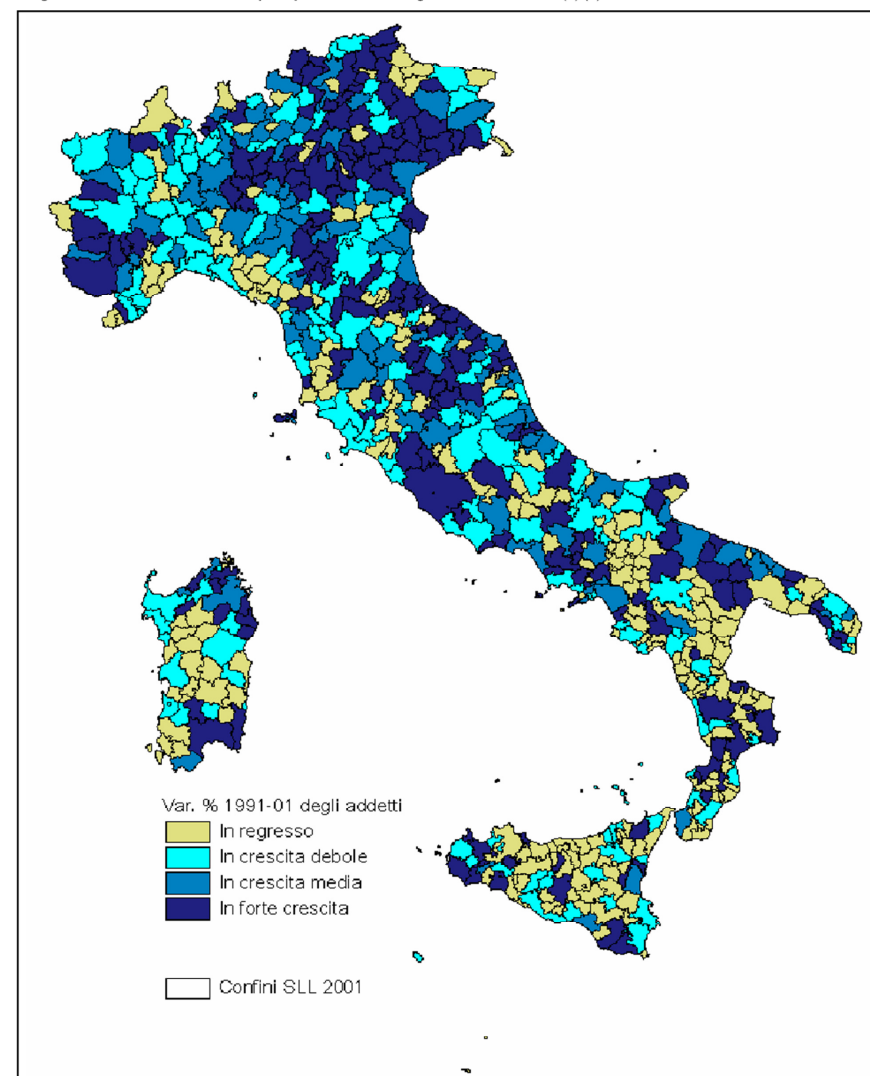 Var. % 1991-01 degli addetti
In regresso
In crescita debole
In crescita media
In forte crescita
Confini SLL 2001